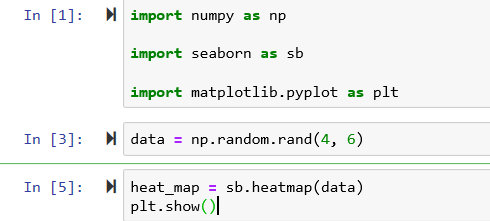 In [1]: import numpy as np
import seaborn as sb
import matplotlib.pyplot as plt
In [3]: data = np.random.rand(4, 6)
In [5]: heat_map = sb.heatmap(data)
plt.show()